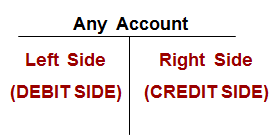 Any Account
Left Side Right Side
(DEBIT SIDE) (CREDIT SIDE)